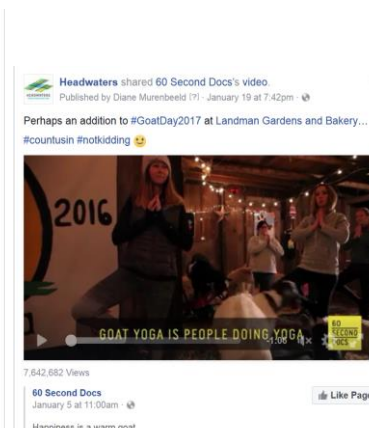 Headwaters shared 60 Second Docs's video.
Published by Diane Murenbeeld [?] · January 19 at 7:42pm ·
Perhaps an addition to #GoatDay2017 at Landman Gardens and Bakery…
#countusin #notkidding
2016
GOAT YOGA IS PEOPLE DOING YOGA
-1:06
60
SECOND
DOCS
7,642,682 Views
60 Second Docs
January 5 at 11:00am ·
Like Page
Happiness is a warm goat